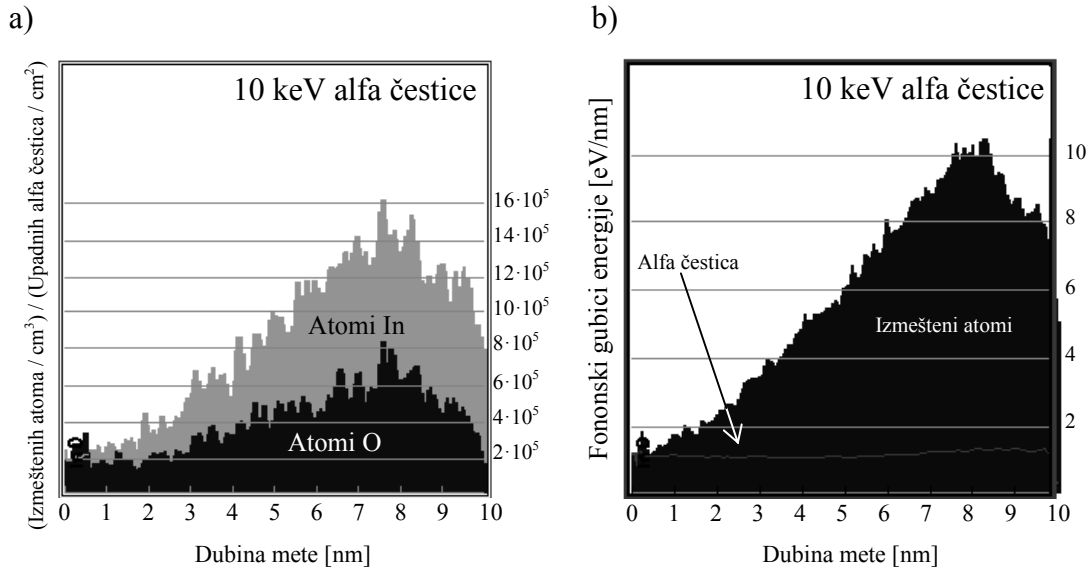 a)
10 keV alfa čestice
(Izmeštenih atoma / cm³) / (Upadnih alfa čestica / cm²)
16·10⁵
14·10⁵
12·10⁵
10·10⁵
8·10⁵
6·10⁵
4·10⁵
2·10⁵
Atomi In
Atomi O
0 1 2 3 4 5 6 7 8 9 10
Dubina mete [nm]
b)
10 keV alfa čestice
Fononski gubici energije [eV/nm]
10
8
6
4
2
Alfa čestica
Izmešteni atomi
0 1 2 3 4 5 6 7 8 9 10
Dubina mete [nm]